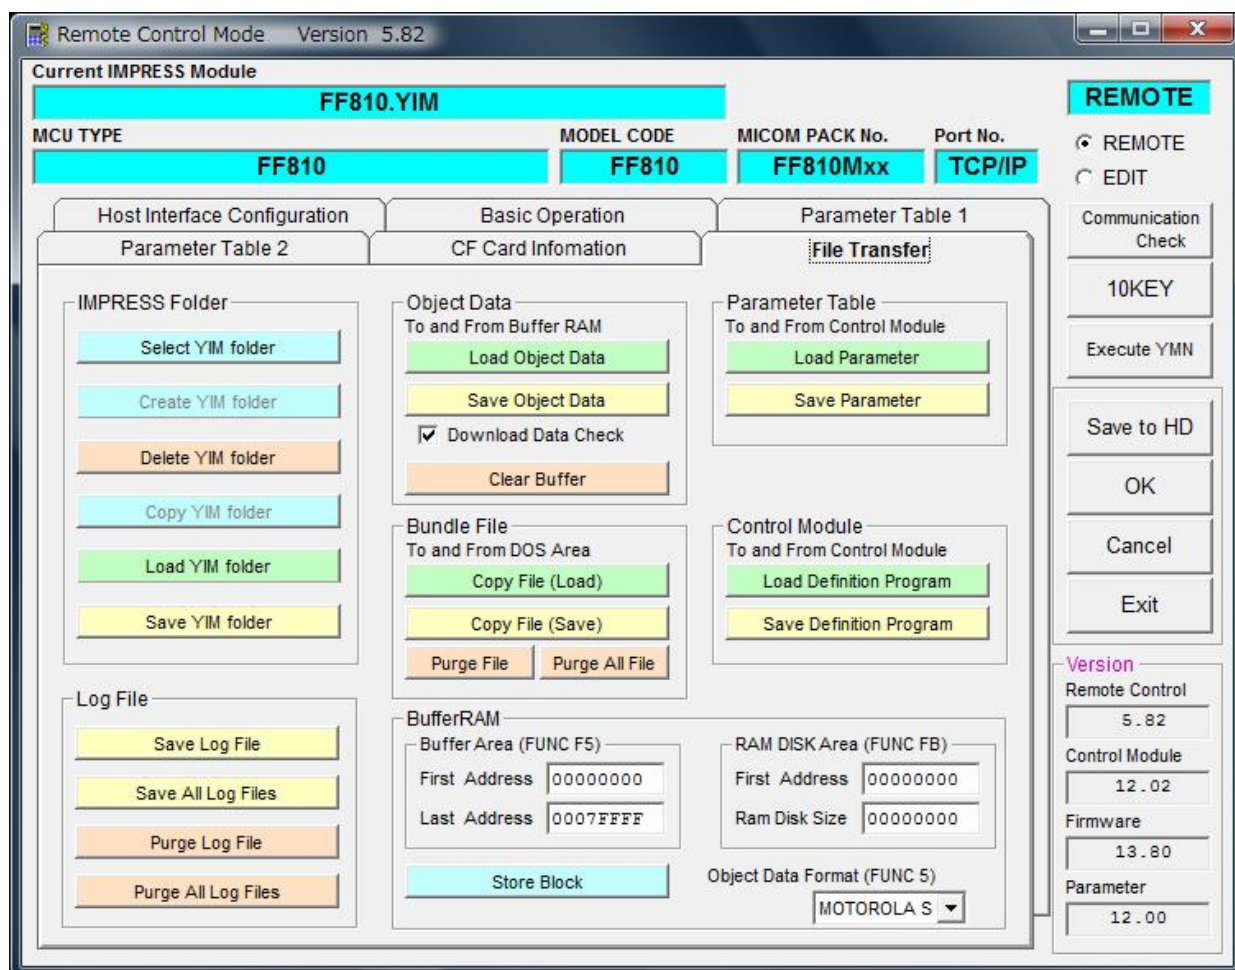 Remote Control Mode Version 5.82
Current IMPRESS Module
FF810.YIM
REMOTE
MCU TYPE
MODEL CODE
MICOM PACK No.
Port No.
FF810
FF810
FF810Mxx
TCP/IP
REMOTE
EDIT
Host Interface Configuration
Basic Operation
Parameter Table 1
Parameter Table 2
CF Card Infomation
File Transfer
IMPRESS Folder
Select YIM folder
Create YIM folder
Delete YIM folder
Copy YIM folder
Load YIM folder
Save YIM folder
Log File
Save Log File
Save All Log Files
Purge Log File
Purge All Log Files
Object Data
To and From Buffer RAM
Load Object Data
Save Object Data
Download Data Check
Clear Buffer
Bundle File
To and From DOS Area
Copy File (Load)
Copy File (Save)
Purge File
Purge All File
Parameter Table
To and From Control Module
Load Parameter
Save Parameter
Control Module
To and From Control Module
Load Definition Program
Save Definition Program
BufferRAM
Buffer Area (FUNC F5)
First Address 00000000
Last Address 0007FFFF
RAM DISK Area (FUNC FB)
First Address 00000000
Ram Disk Size 00000000
Store Block
Object Data Format (FUNC 5)
MOTOROLA S
Communication
Check
10KEY
Execute YMN
Save to HD
OK
Cancel
Exit
Version
Remote Control
5.82
Control Module
12.02
Firmware
13.80
Parameter
12.00